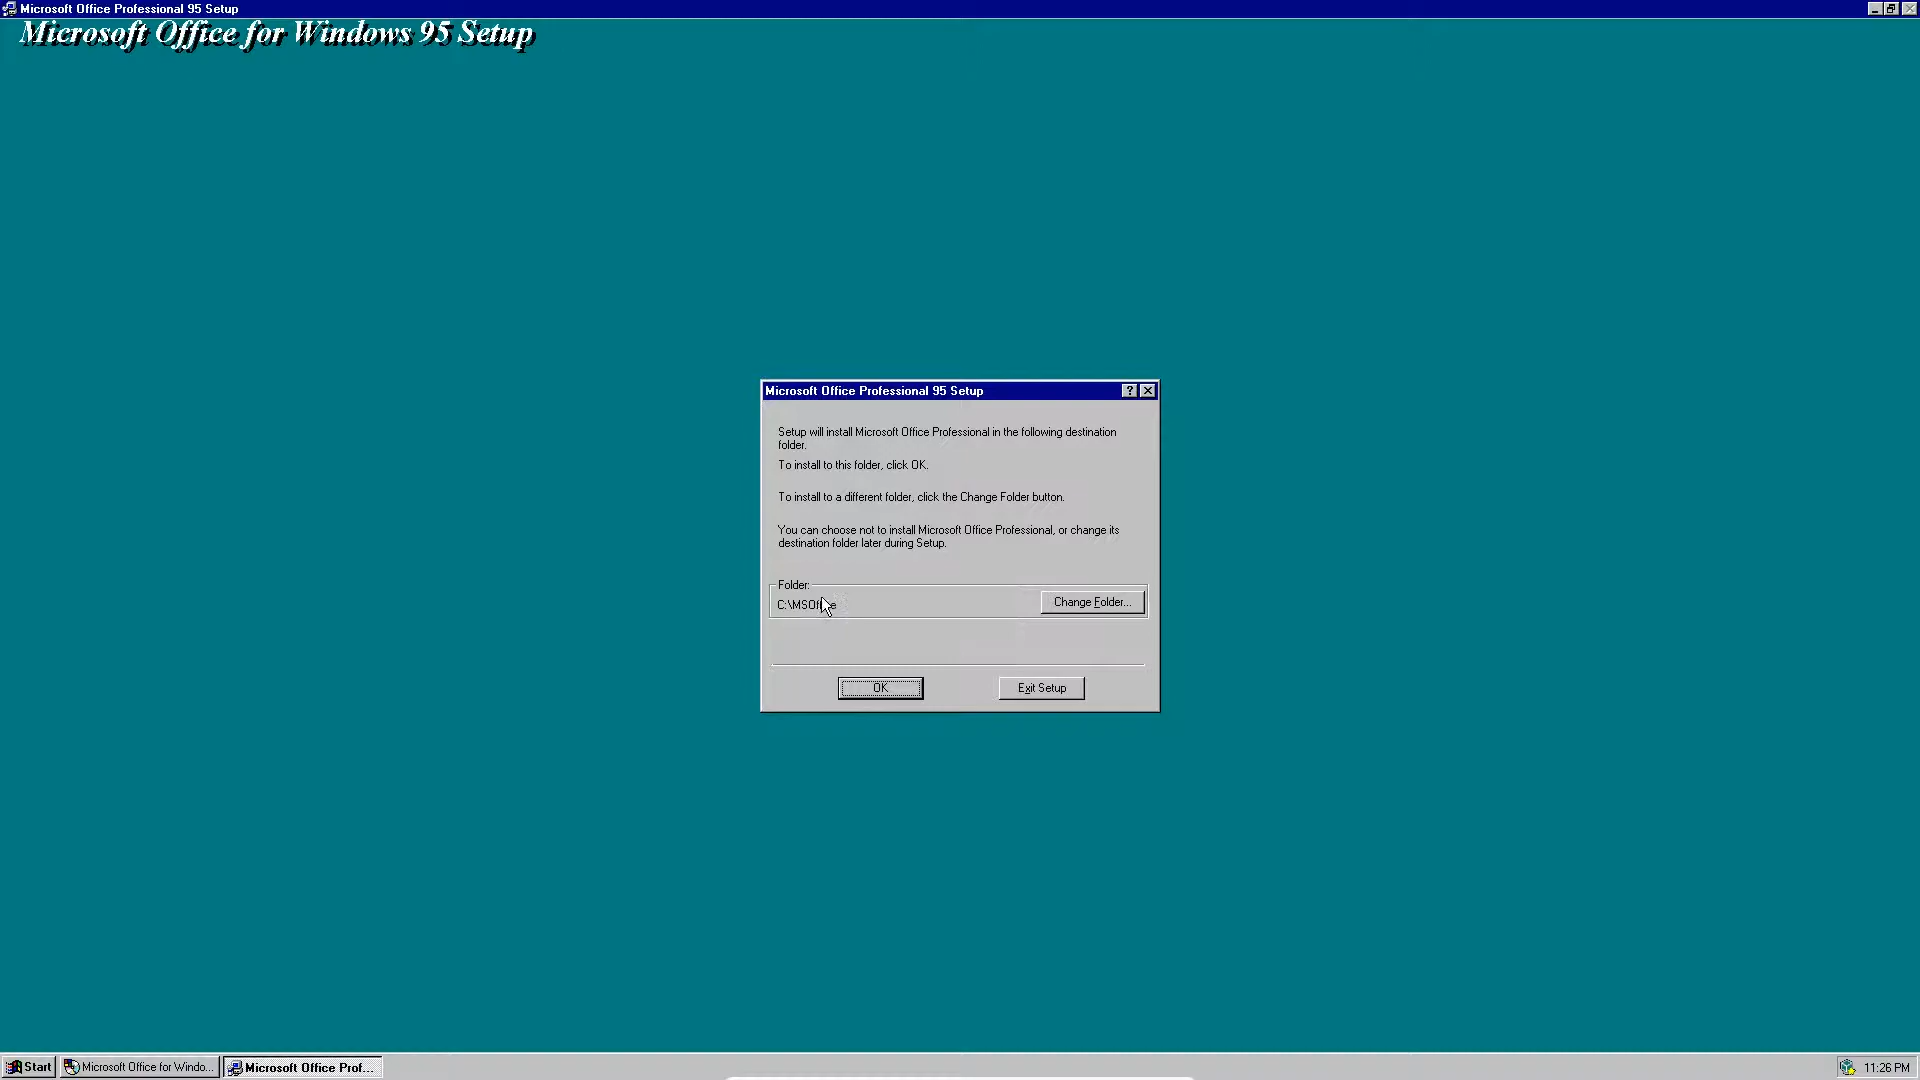 Microsoft Office Professional 95 Setup
Microsoft Office for Windows 95 Setup
Microsoft Office Professional 95 Setup
Setup will install Microsoft Office Professional in the following destination
folder.
To install to this folder, click OK.
To install to a different folder, click the Change Folder button.
You can choose not to install Microsoft Office Professional, or change its
destination folder later during Setup.
Folder:
C:\MSOffice
Change Folder...
OK
Exit Setup
Start
Microsoft Office for Windo...
Microsoft Office Prof...
11:26 PM